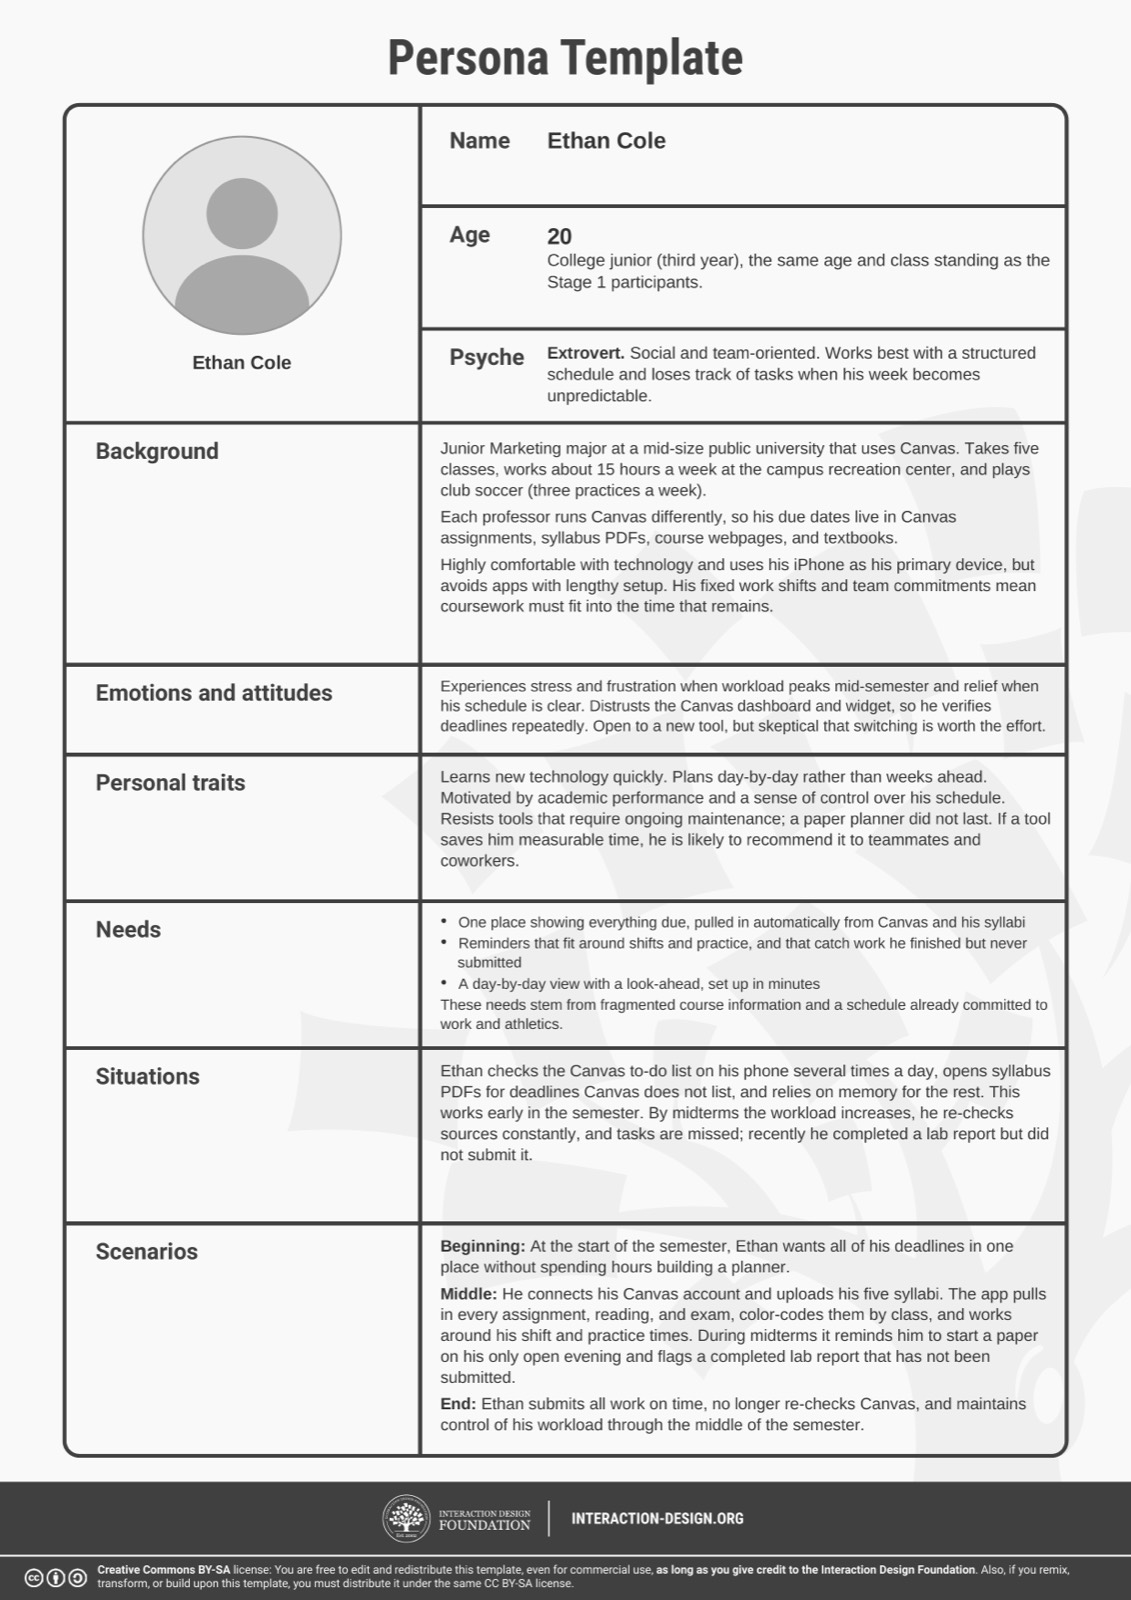 Persona Template
Ethan Cole
Name Ethan Cole
Age 20
College junior (third year), the same age and class standing as the
Stage 1 participants.
Psyche Extrovert. Social and team-oriented. Works best with a structured
schedule and loses track of tasks when his week becomes
unpredictable.
Background
Junior Marketing major at a mid-size public university that uses Canvas. Takes five
classes, works about 15 hours a week at the campus recreation center, and plays
club soccer (three practices a week).
Each professor runs Canvas differently, so his due dates live in Canvas
assignments, syllabus PDFs, course webpages, and textbooks.
Highly comfortable with technology and uses his iPhone as his primary device, but
avoids apps with lengthy setup. His fixed work shifts and team commitments mean
coursework must fit into the time that remains.
Emotions and attitudes
Experiences stress and frustration when workload peaks mid-semester and relief when
his schedule is clear. Distrusts the Canvas dashboard and widget, so he verifies
deadlines repeatedly. Open to a new tool, but skeptical that switching is worth the effort.
Personal traits
Learns new technology quickly. Plans day-by-day rather than weeks ahead.
Motivated by academic performance and a sense of control over his schedule.
Resists tools that require ongoing maintenance; a paper planner did not last. If a tool
saves him measurable time, he is likely to recommend it to teammates and
coworkers.
Needs
• One place showing everything due, pulled in automatically from Canvas and his syllabi
• Reminders that fit around shifts and practice, and that catch work he finished but never
submitted
• A day-by-day view with a look-ahead, set up in minutes
These needs stem from fragmented course information and a schedule already committed to
work and athletics.
Situations
Ethan checks the Canvas to-do list on his phone several times a day, opens syllabus
PDFs for deadlines Canvas does not list, and relies on memory for the rest. This
works early in the semester. By midterms the workload increases, he re-checks
sources constantly, and tasks are missed; recently he completed a lab report but did
not submit it.
Scenarios
Beginning: At the start of the semester, Ethan wants all of his deadlines in one
place without spending hours building a planner.
Middle: He connects his Canvas account and uploads his five syllabi. The app pulls
in every assignment, reading, and exam, color-codes them by class, and works
around his shift and practice times. During midterms it reminds him to start a paper
on his only open evening and flags a completed lab report that has not been
submitted.
End: Ethan submits all work on time, no longer re-checks Canvas, and maintains
control of his workload through the middle of the semester.
INTERACTION DESIGN
FOUNDATION
Est. 2002
INTERACTION-DESIGN.ORG
Creative Commons BY-SA license: You are free to edit and redistribute this template, even for commercial use, as long as you give credit to the Interaction Design Foundation. Also, if you remix,
transform, or build upon this template, you must distribute it under the same CC BY-SA license.